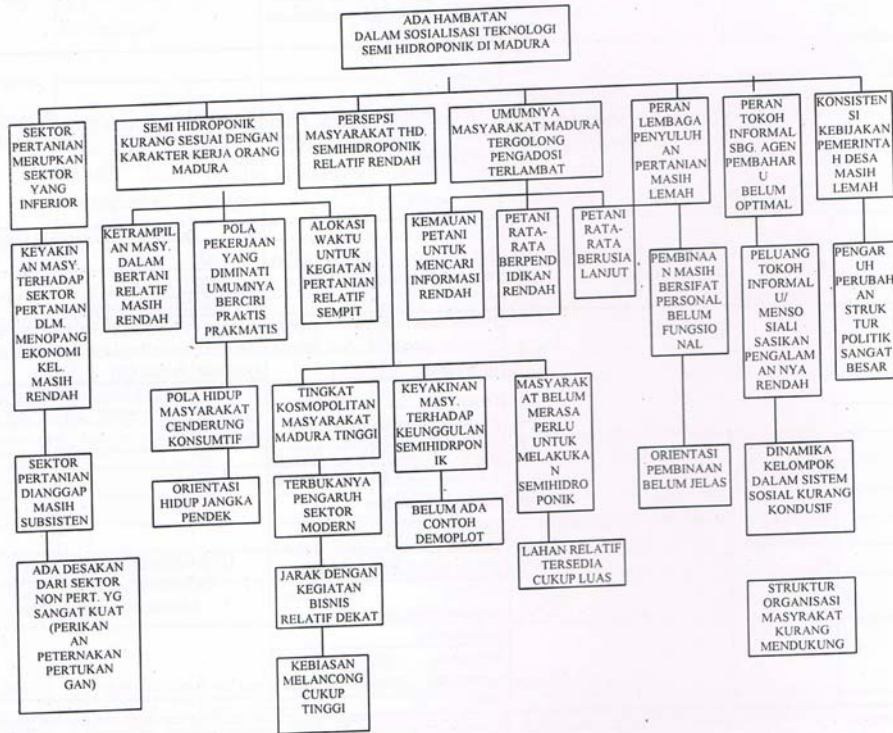 ADA HAMBATAN
DALAM SOSIALISASI TEKNOLOGI
SEMI HIDROPONIK DI MADURA
SEKTOR
PERTANIAN
MERUPKAN
SEKTOR
YANG
INFERIOR
SEMI HIDROPONIK
KURANG SESUAI DENGAN
KARAKTER KERJA ORANG
MADURA
PERSEPSI
MASYARAKAT THD.
SEMIHIDROPONIK
RELATIF RENDAH
UMUMNYA
MASYARAKAT MADURA
TERGOLONG
PENGADOSI
TERLAMBAT
PERAN
LEMBAGA
PENYULUH
AN
PERTANIAN
MASIH
LEMAH
PERAN
TOKOH
INFORMAL
SBG. AGEN
PEMBAHAR
U
BELUM
OPTIMAL
KONSISTEN
SI
KEBIJAKAN
PEMERINTA
H DESA
MASIH
LEMAH
KEYAKIN
AN MASY.
TERHADAP
SEKTOR
PERTANIAN
DLM.
MENOPANG
EKONOMI
KEL.
MASIH
RENDAH
KETRAMPIL
AN MASY.
DALAM
BERTANI
RELATIF
MASIH
RENDAH
POLA
PEKERJAAN
YANG
DIMINATI
UMUMNYA
BERCIRI
PRAKTIS
PRAKMATIS
ALOKASI
WAKTU
UNTUK
KEGIATAN
PERTANIAN
RELATIF
SEMPIT
KEMAUAN
PETANI
UNTUK
MENCARI
INFORMASI
RENDAH
PETANI
RATA-
RATA
BERPEND
IDIKAN
RENDAH
PETANI
RATA-
RATA
BERUSIA
LANJUT
PEMBINAA
N MASIH
BERSIFAT
PERSONAL
BELUM
FUNGSIO
NAL
PELUANG
TOKOH
INFORMAL
U/
MENSO
SIALI
SASIKAN
PENGALAM
AN NYA
RENDAH
PENGAR
UH
PERUBAH
AN
STRUK
TUR
POLITIK
SANGAT
BESAR
POLA HIDUP
MASYARAKAT
CENDERUNG
KONSUMTIF
TINGKAT
KOSMOPOLITAN
MASYARAKAT
MADURA TINGGI
KEYAKINAN
MASY.
TERHADAP
KEUNGGULAN
SEMIHIDRPON
IK
MASYARAK
AT BELUM
MERASA
PERLU
UNTUK
MELAKUKA
N
SEMIHIDRO
PONIK
SEKTOR
PERTANIAN
DIANGGAP
MASIH
SUBSISTEN
ORIENTASI
HIDUP JANGKA
PENDEK
TERBUKANYA
PENGARUH
SEKTOR
MODERN
BELUM ADA
CONTOH
DEMPLOT
ORIENTASI
PEMBINAAN
BELUM JELAS
DINAMIKA
KELOMPOK
DALAM SISTEM
SOSIAL KURANG
KONDUSIF
ADA DESAKAN
DARI SEKTOR
NON PERT. YG
SANGAT KUAT
(PERIKAN
AN
PETERNAKAN
PERTUKAN
GAN)
JARAK DENGAN
KEGIATAN
BISNIS
RELATIF DEKAT
LAHAN RELATIF
TERSEDIA
CUKUP LUAS
STRUKTUR
ORGANISASI
MASYRAKAT
KURANG
MENDUKUNG
KEBIASAN
MELANCONG
CUKUP
TINGGI